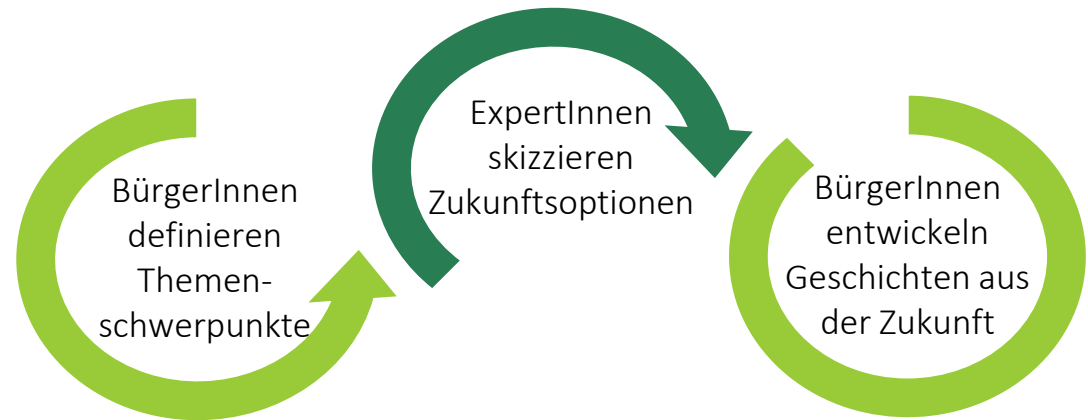 BürgerInnen
definieren
Themen-
schwerpunkte
ExpertInnen
skizzieren
Zukunftsoptionen
BürgerInnen
entwickeln
Geschichten aus
der Zukunft